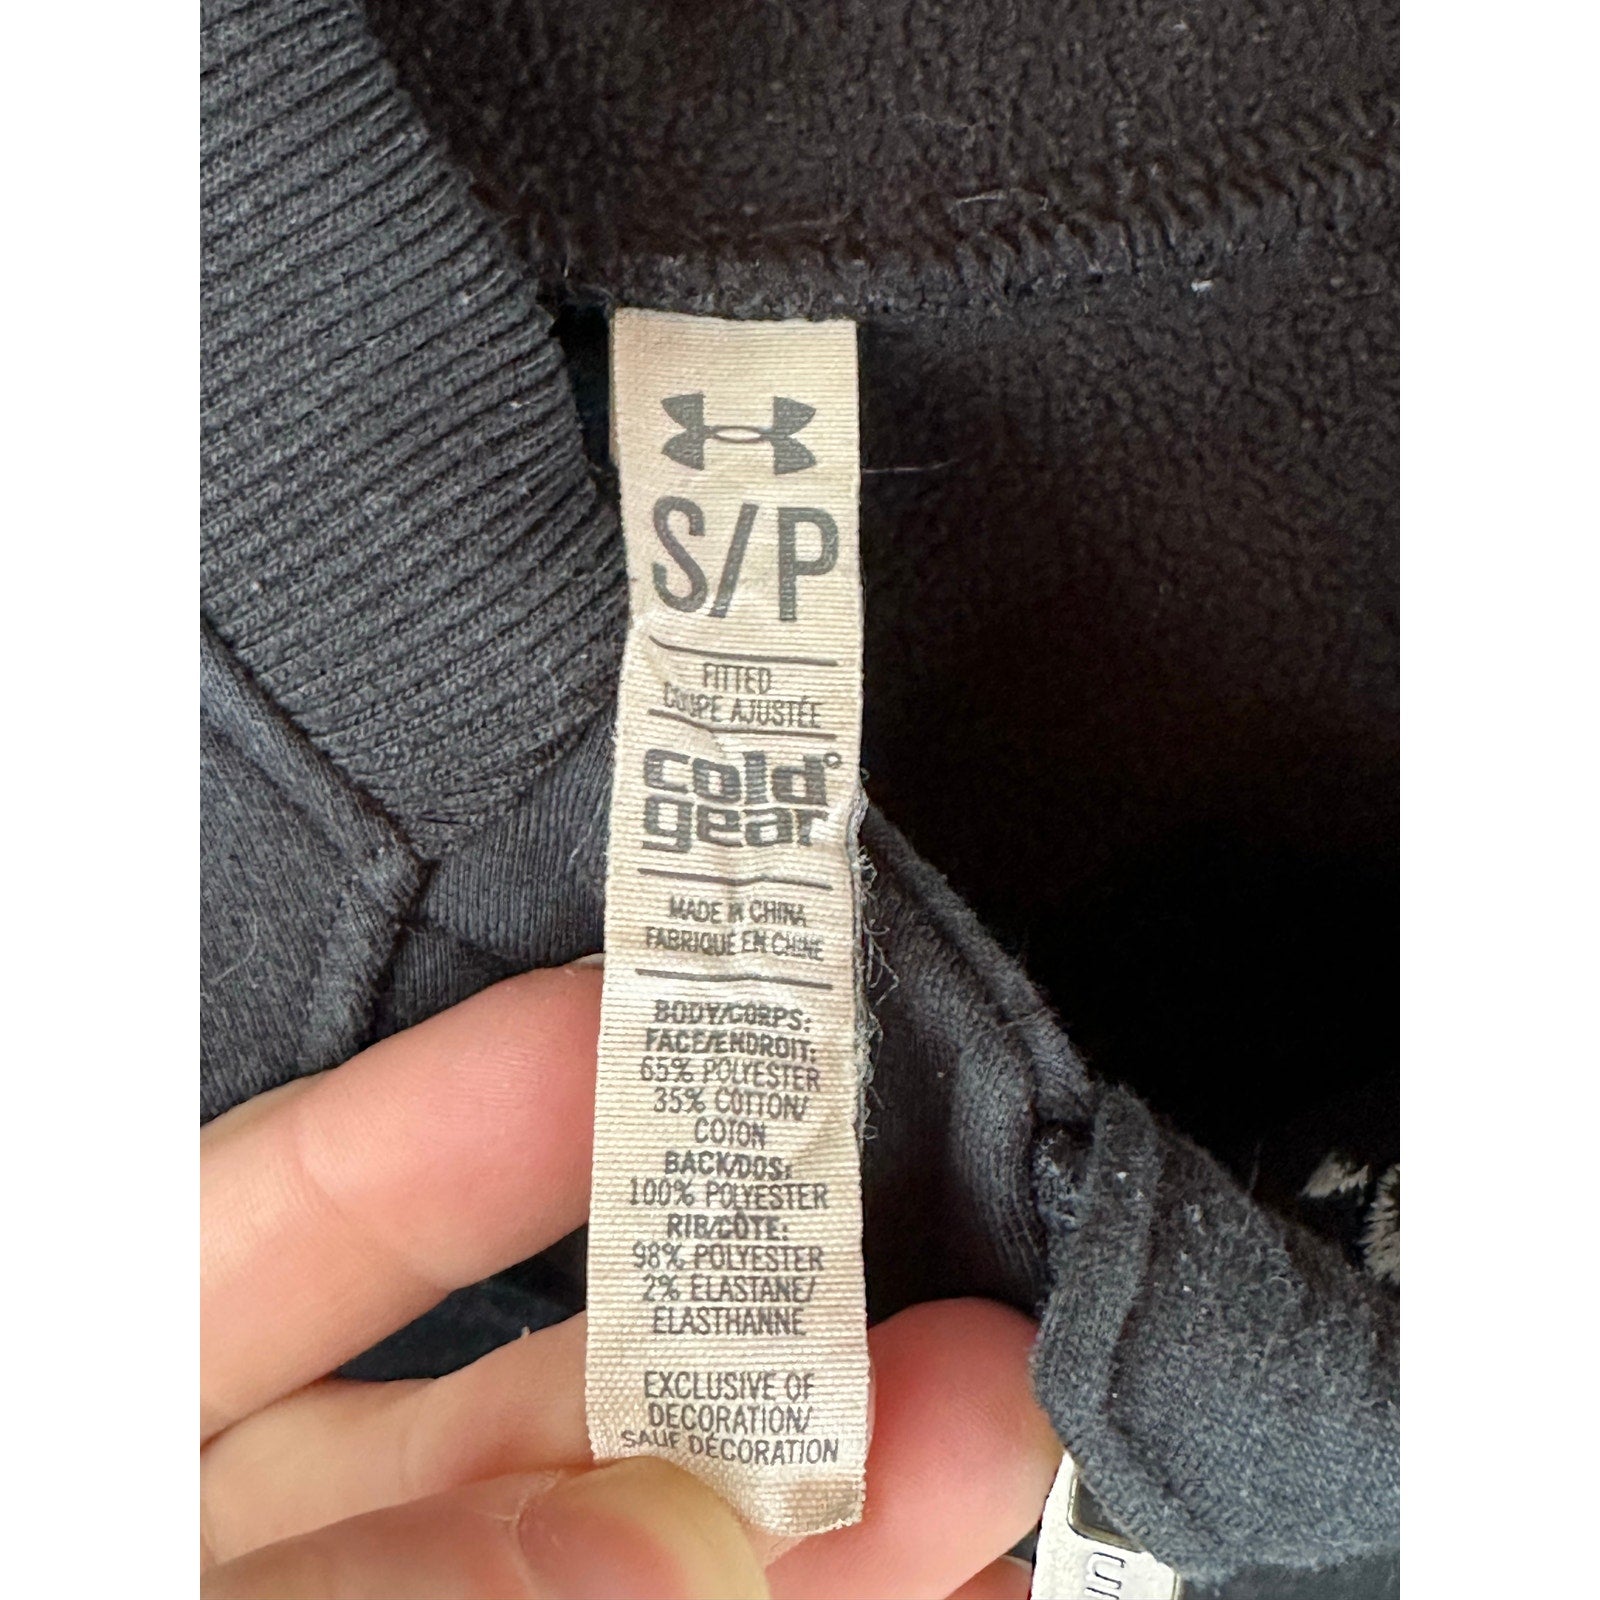 S/P
FITTED
COUPE AJUSTÉE
cold°
gear
MADE IN CHINA
FABRIQUÉ EN CHINE
BODY/CORPS:
FACE/ENDROIT:
65% POLYESTER
35% COTTON/
COTON
BACK/DOS:
100% POLYESTER
RIB/CÔTE:
98% POLYESTER
2% ELASTANE/
ELASTHANNE
EXCLUSIVE OF
DECORATION/
SAUF DÉCORATION